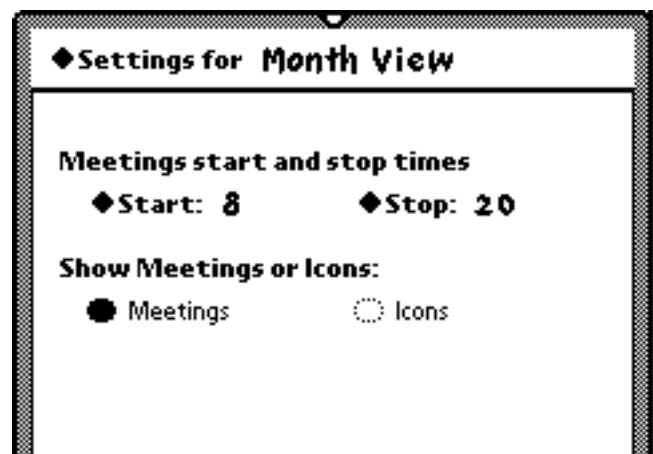 ◆Settings for Month View
Meetings start and stop times
◆Start: 8 ◆Stop: 20
Show Meetings or Icons:
Meetings Icons